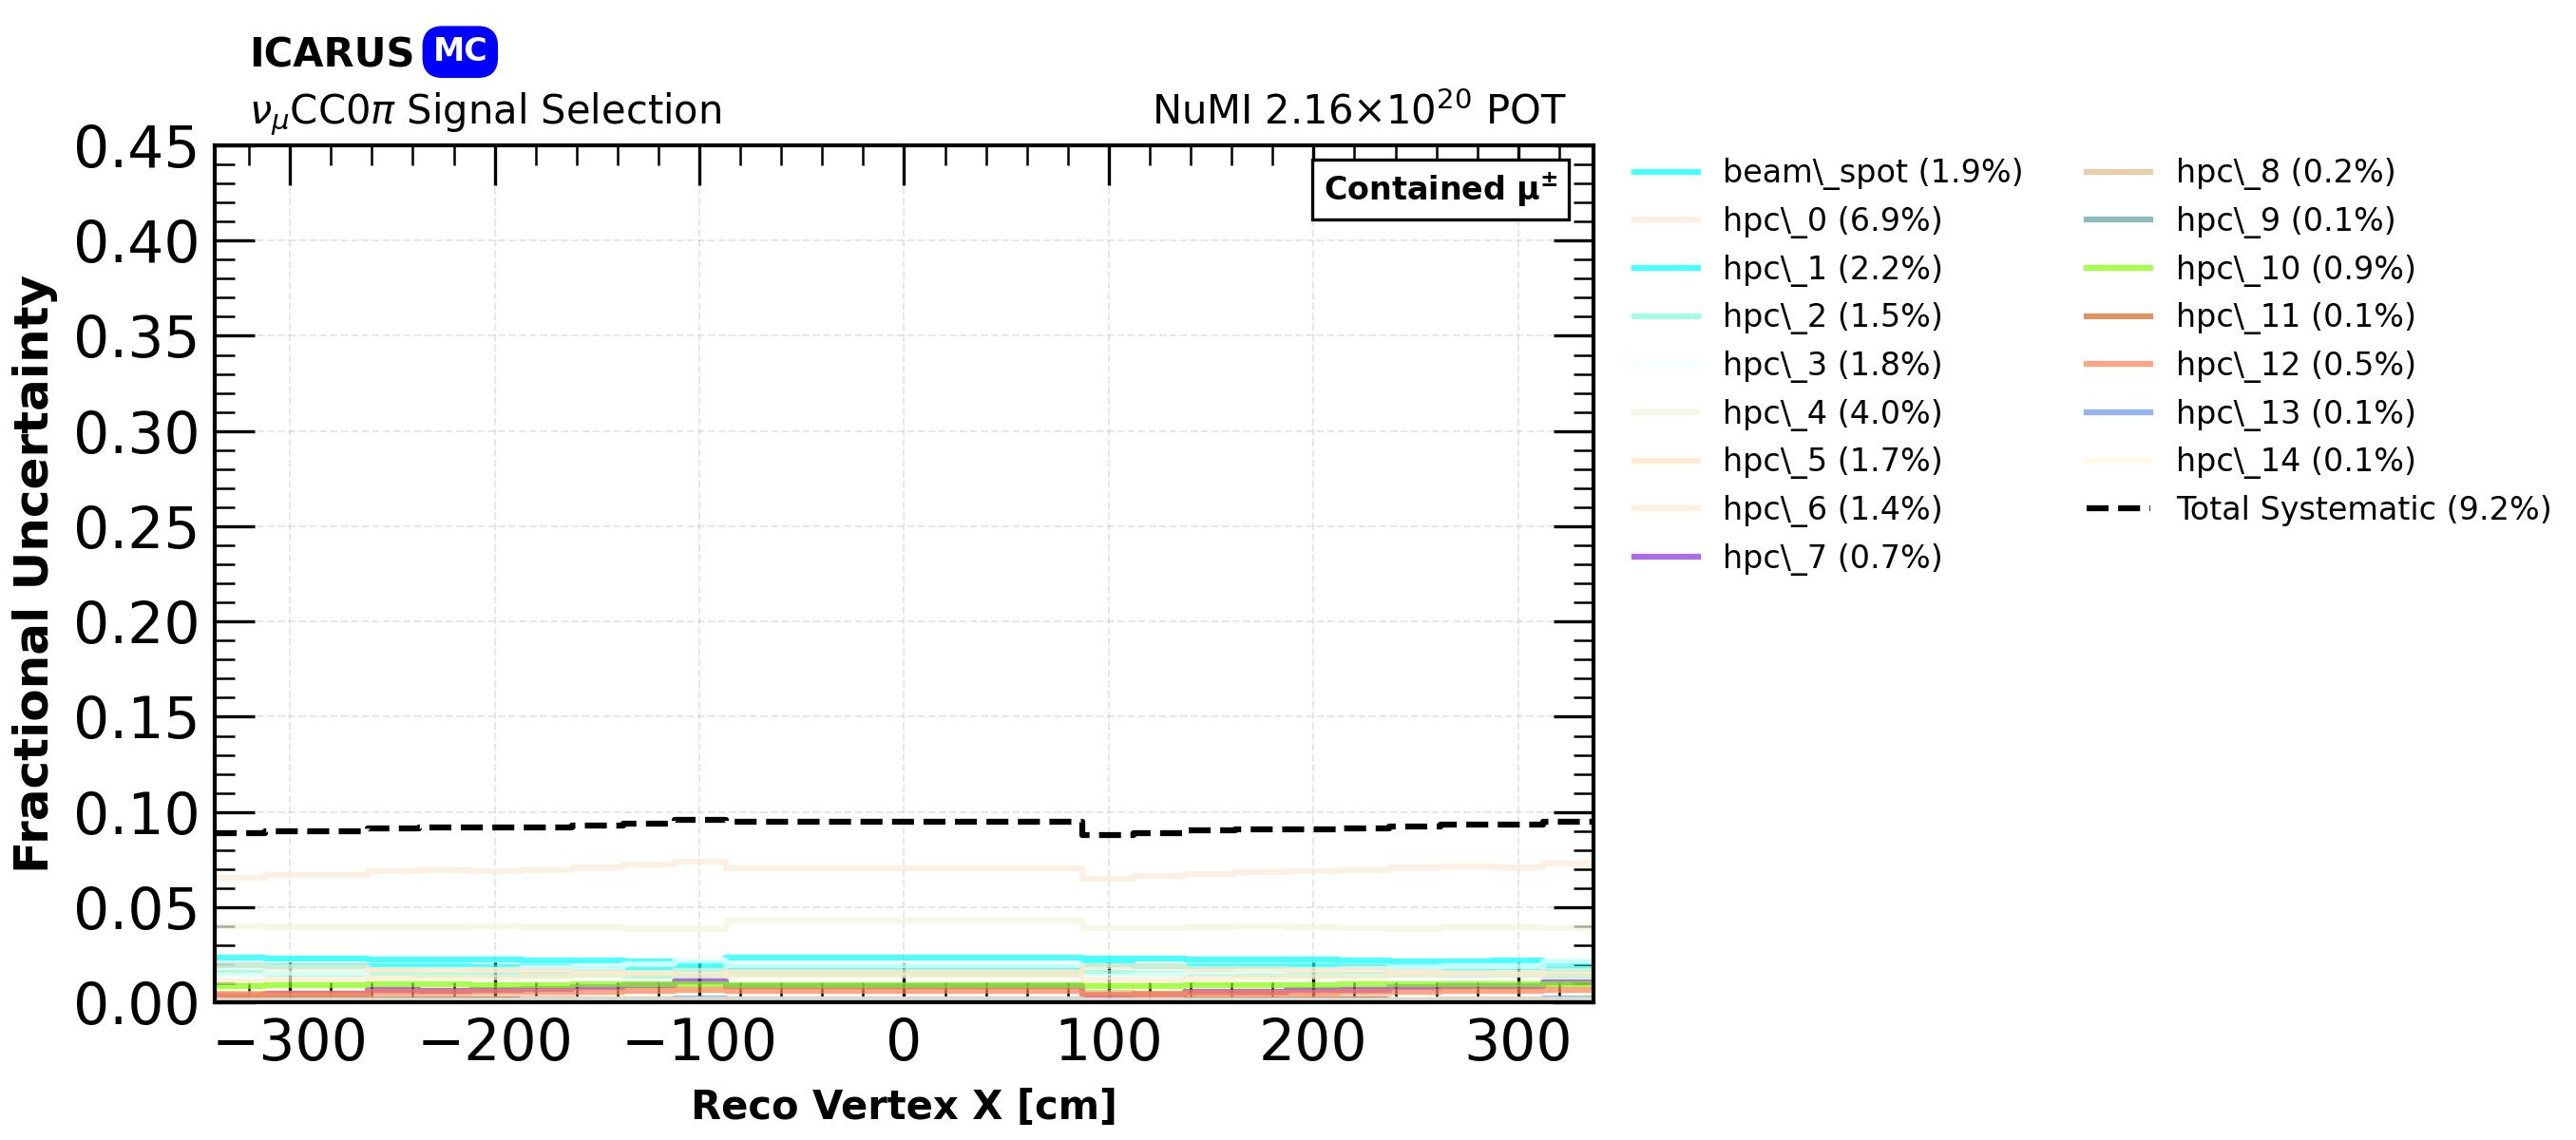 ICARUS MC
νμCC0π Signal Selection
NuMI 2.16×10²⁰ POT
Contained μ±
Fractional Uncertainty
0.45
0.40
0.35
0.30
0.25
0.20
0.15
0.10
0.05
0.00
−300 −200 −100 0 100 200 300
Reco Vertex X [cm]
beam\_spot (1.9%)
hpc\_0 (6.9%)
hpc\_1 (2.2%)
hpc\_2 (1.5%)
hpc\_3 (1.8%)
hpc\_4 (4.0%)
hpc\_5 (1.7%)
hpc\_6 (1.4%)
hpc\_7 (0.7%)
hpc\_8 (0.2%)
hpc\_9 (0.1%)
hpc\_10 (0.9%)
hpc\_11 (0.1%)
hpc\_12 (0.5%)
hpc\_13 (0.1%)
hpc\_14 (0.1%)
Total Systematic (9.2%)